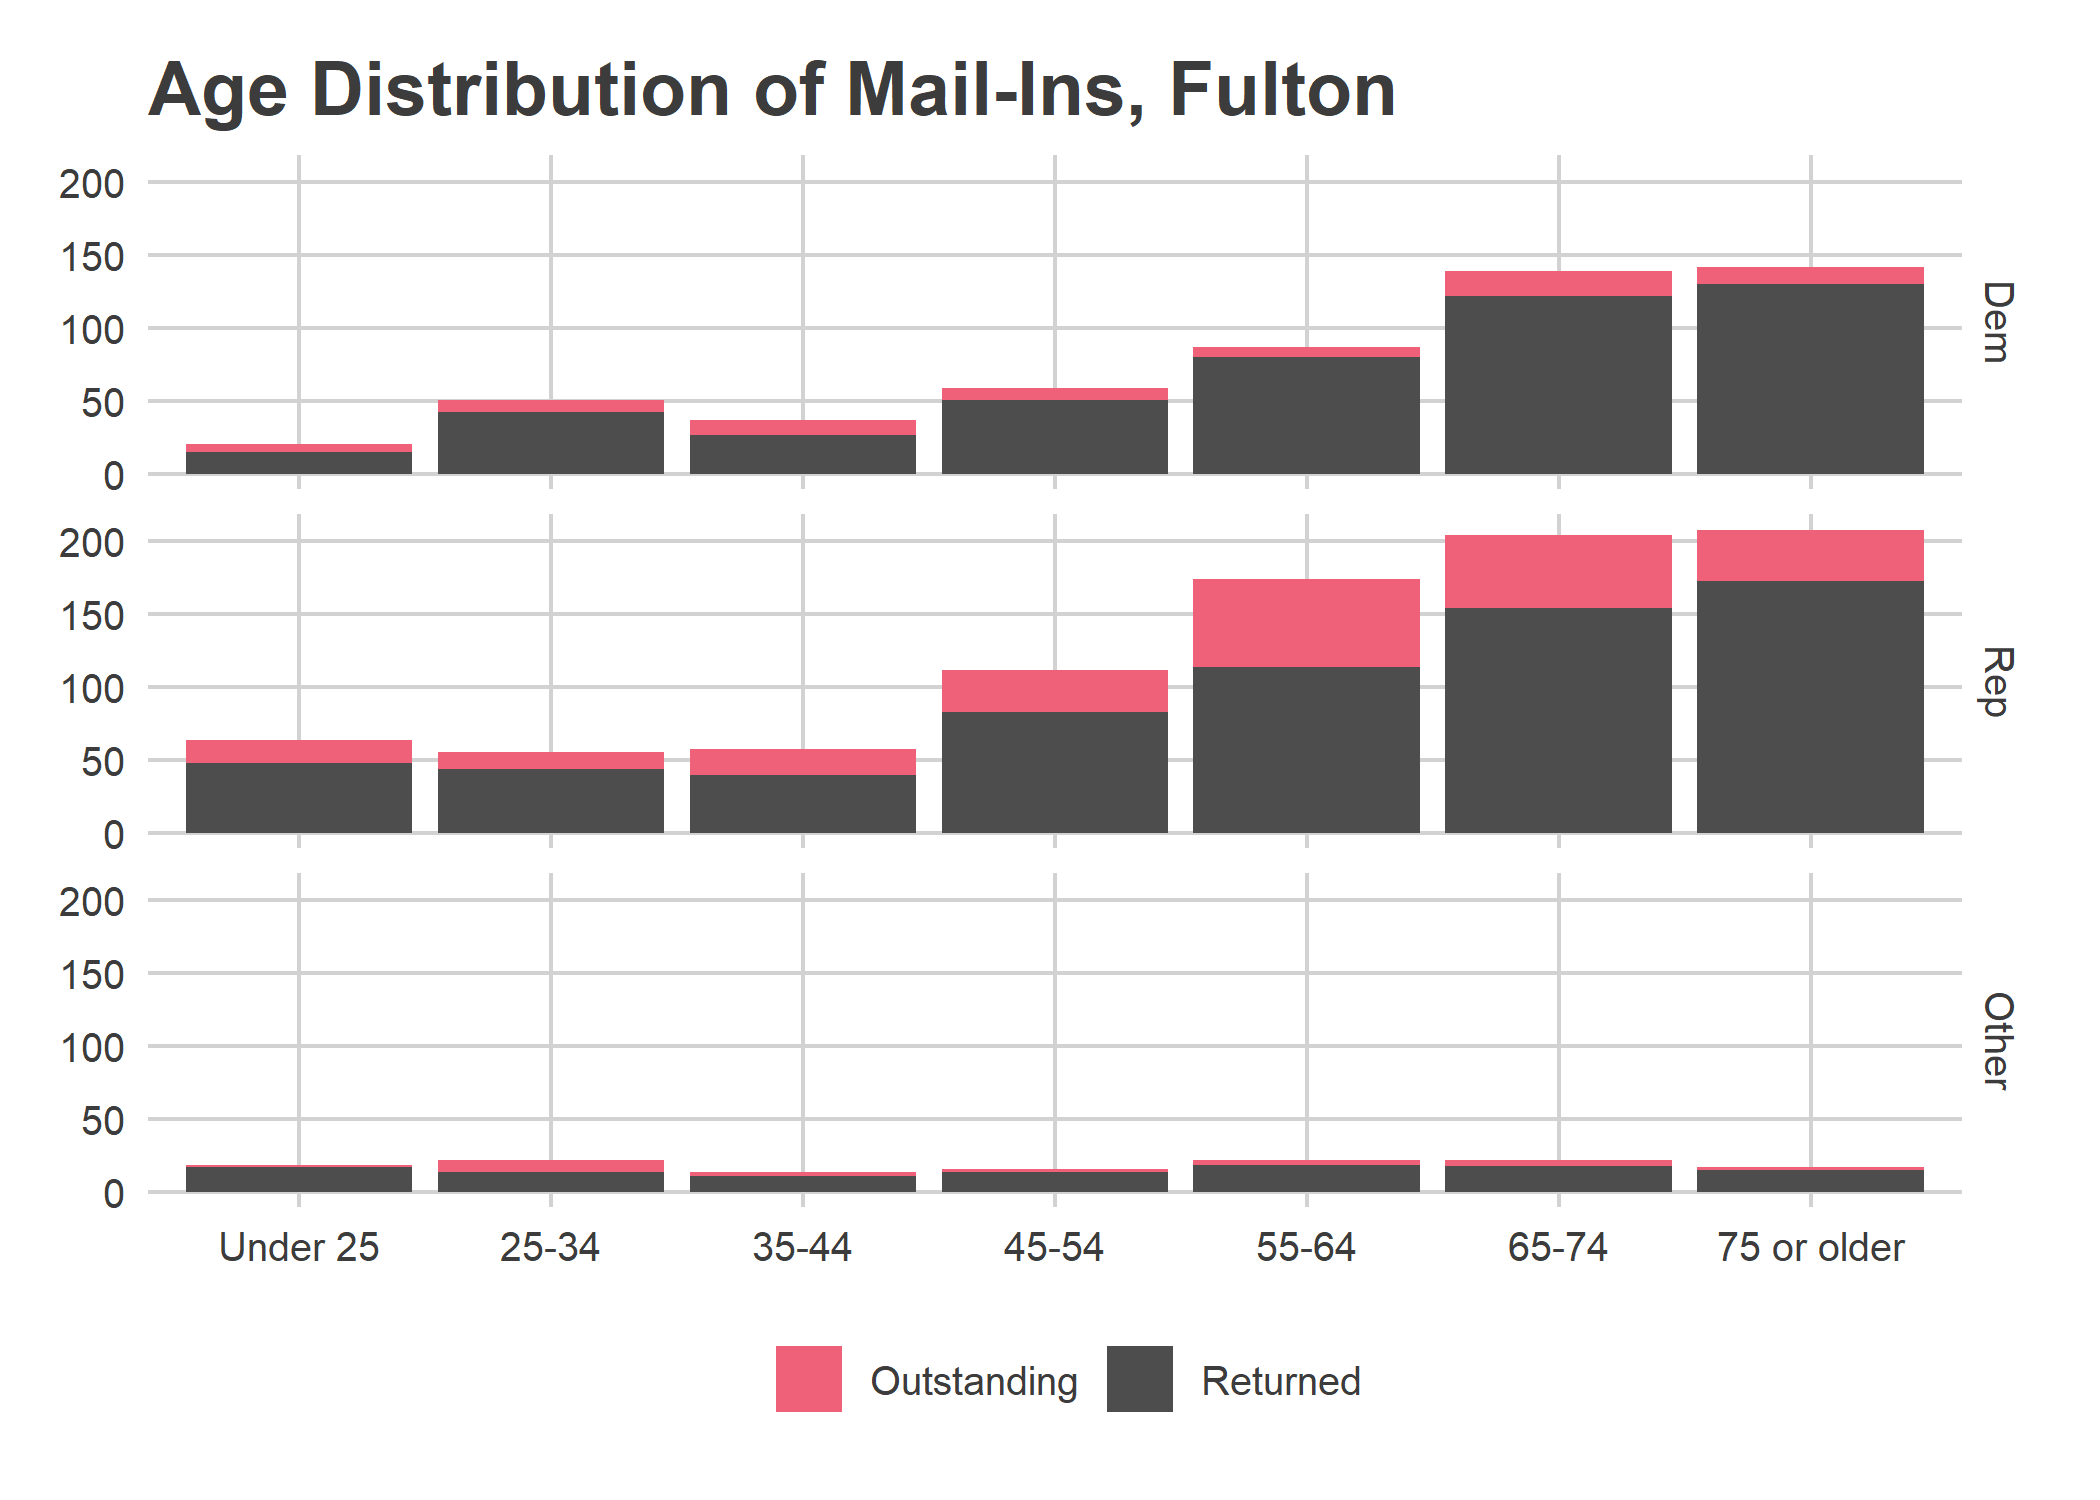 Age Distribution of Mail-Ins, Fulton
200
150
100
50
0
Dem
200
150
100
50
0
Rep
200
150
100
50
0
Other
Under 25 25-34 35-44 45-54 55-64 65-74 75 or older
Outstanding Returned